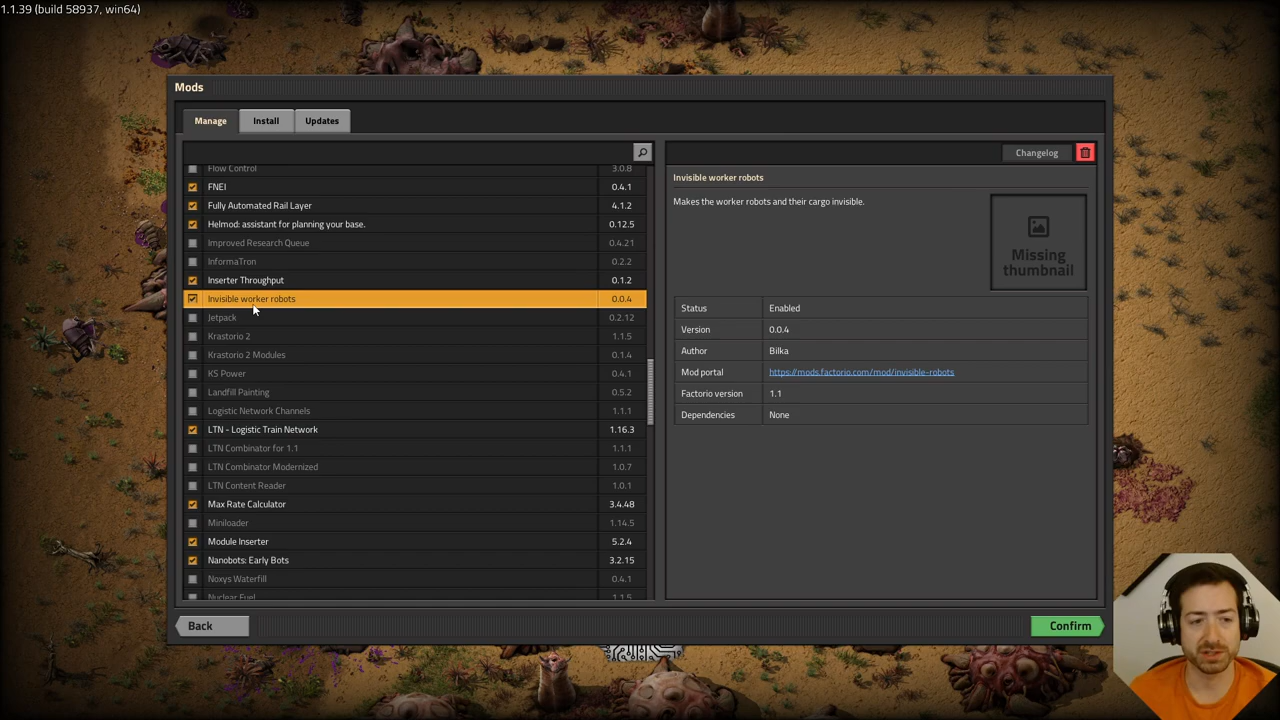 1.1.39 (build 58937, win64)
Mods
Manage Install Updates
Flow Control 3.0.8
FNEI 0.4.1
Fully Automated Rail Layer 4.1.2
Helmod: assistant for planning your base. 0.12.5
Improved Research Queue 0.4.21
InformaTron 0.2.2
Inserter Throughput 0.1.2
Invisible worker robots 0.0.4
Jetpack 0.2.12
Krastorio 2 1.1.5
Krastorio 2 Modules 0.1.4
KS Power 0.4.1
Landfill Painting 0.5.2
Logistic Network Channels 1.1.1
LTN - Logistic Train Network 1.16.3
LTN Combinator for 1.1 1.1.1
LTN Combinator Modernized 1.0.7
LTN Content Reader 1.0.1
Max Rate Calculator 3.4.48
Miniloader 1.14.5
Module Inserter 5.2.4
Nanobots: Early Bots 3.2.15
Noxys Waterfill 0.4.1
Nuclear Fuel 1.1.5
Changelog
Invisible worker robots
Makes the worker robots and their cargo invisible.
Missing
thumbnail
Status Enabled
Version 0.0.4
Author Bilka
Mod portal https://mods.factorio.com/mod/invisible-robots
Factorio version 1.1
Dependencies None
Back
Confirm